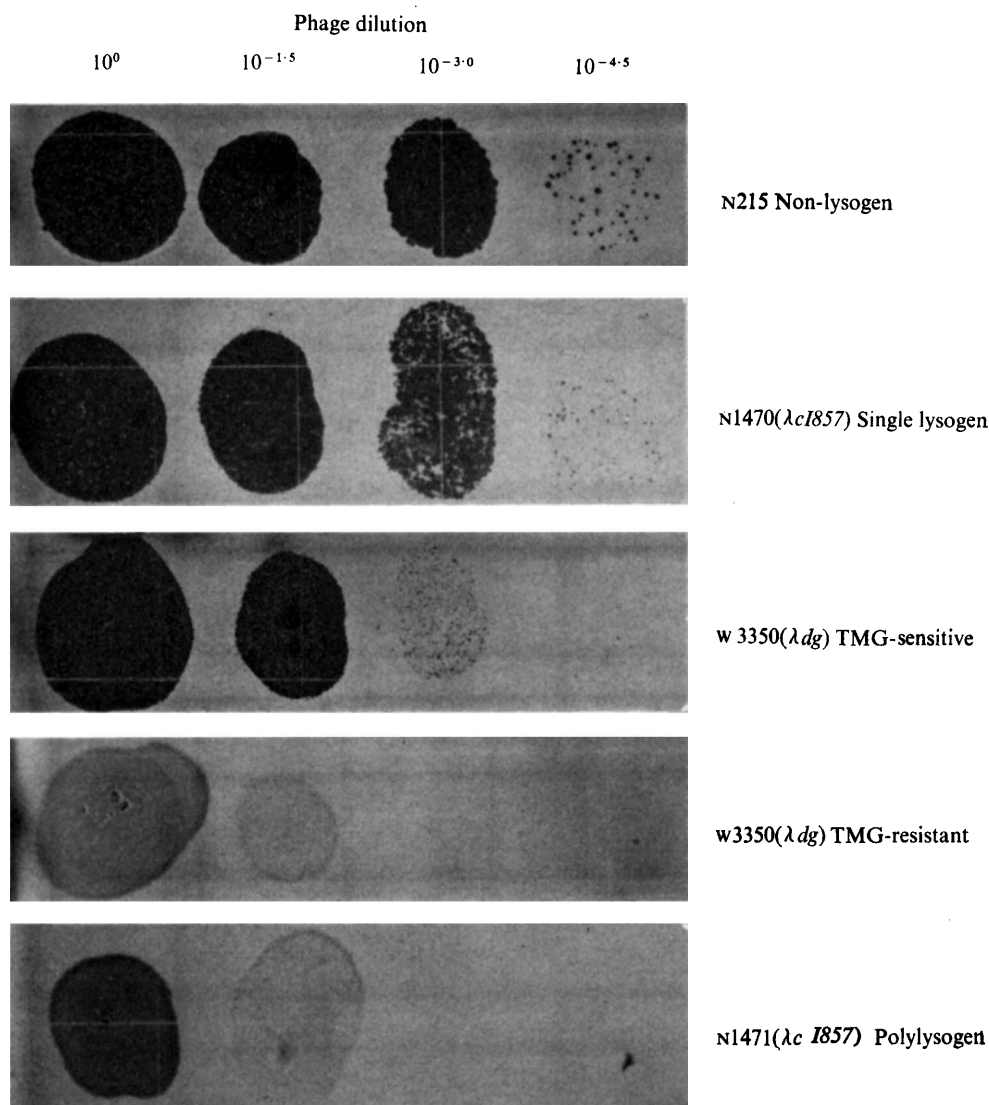 Phage dilution
10⁰ 10⁻¹·⁵ 10⁻³·⁰ 10⁻⁴·⁵
N215 Non-lysogen
N1470(λcI857) Single lysogen
W 3350(λdg) TMG-sensitive
W3350(λdg) TMG-resistant
N1471(λc I857) Polylysogen